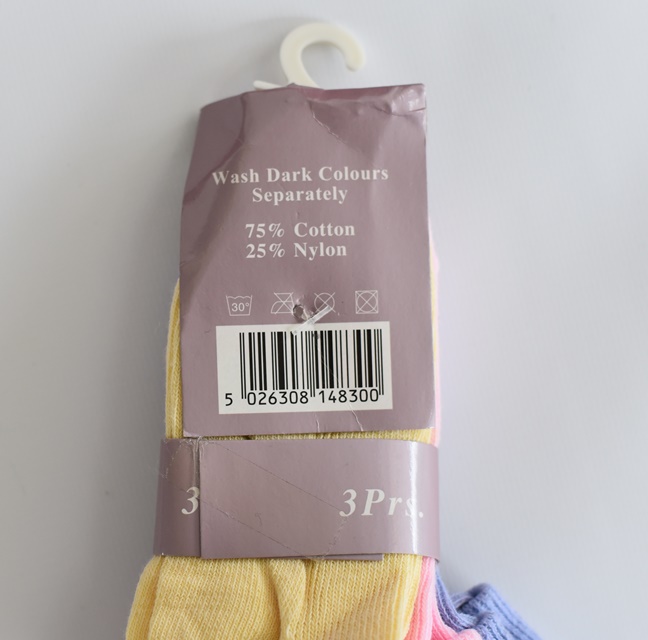 Wash Dark Colours
Separately
75% Cotton
25% Nylon
30°
5 026308 148300
3
3Prs.